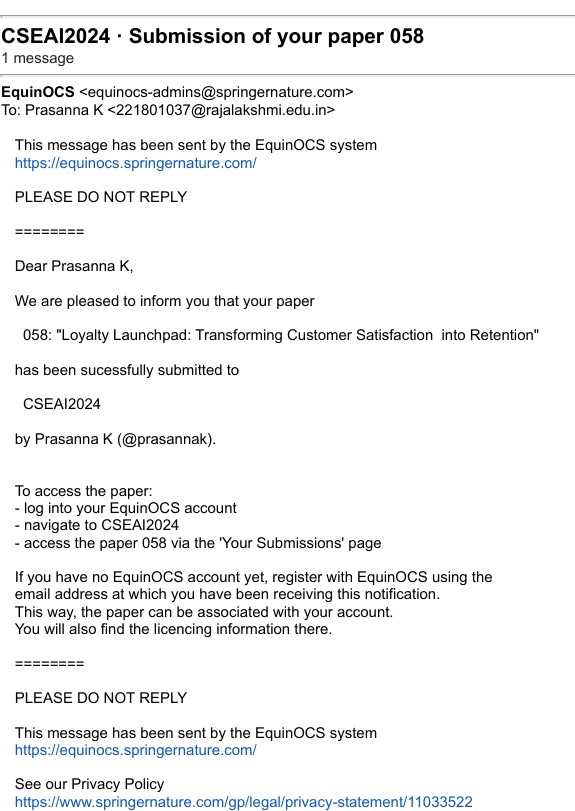 CSEAI2024 · Submission of your paper 058
1 message
EquinOCS <equinocs-admins@springernature.com>
To: Prasanna K <221801037@rajalakshmi.edu.in>
This message has been sent by the EquinOCS system
https://equinocs.springernature.com/
PLEASE DO NOT REPLY
========
Dear Prasanna K,
We are pleased to inform you that your paper
058: "Loyalty Launchpad: Transforming Customer Satisfaction  into Retention"
has been sucessfully submitted to
CSEAI2024
by Prasanna K (@prasannak).
To access the paper:
- log into your EquinOCS account
- navigate to CSEAI2024
- access the paper 058 via the 'Your Submissions' page
If you have no EquinOCS account yet, register with EquinOCS using the
email address at which you have been receiving this notification.
This way, the paper can be associated with your account.
You will also find the licencing information there.
========
PLEASE DO NOT REPLY
This message has been sent by the EquinOCS system
https://equinocs.springernature.com/
See our Privacy Policy
https://www.springernature.com/gp/legal/privacy-statement/11033522